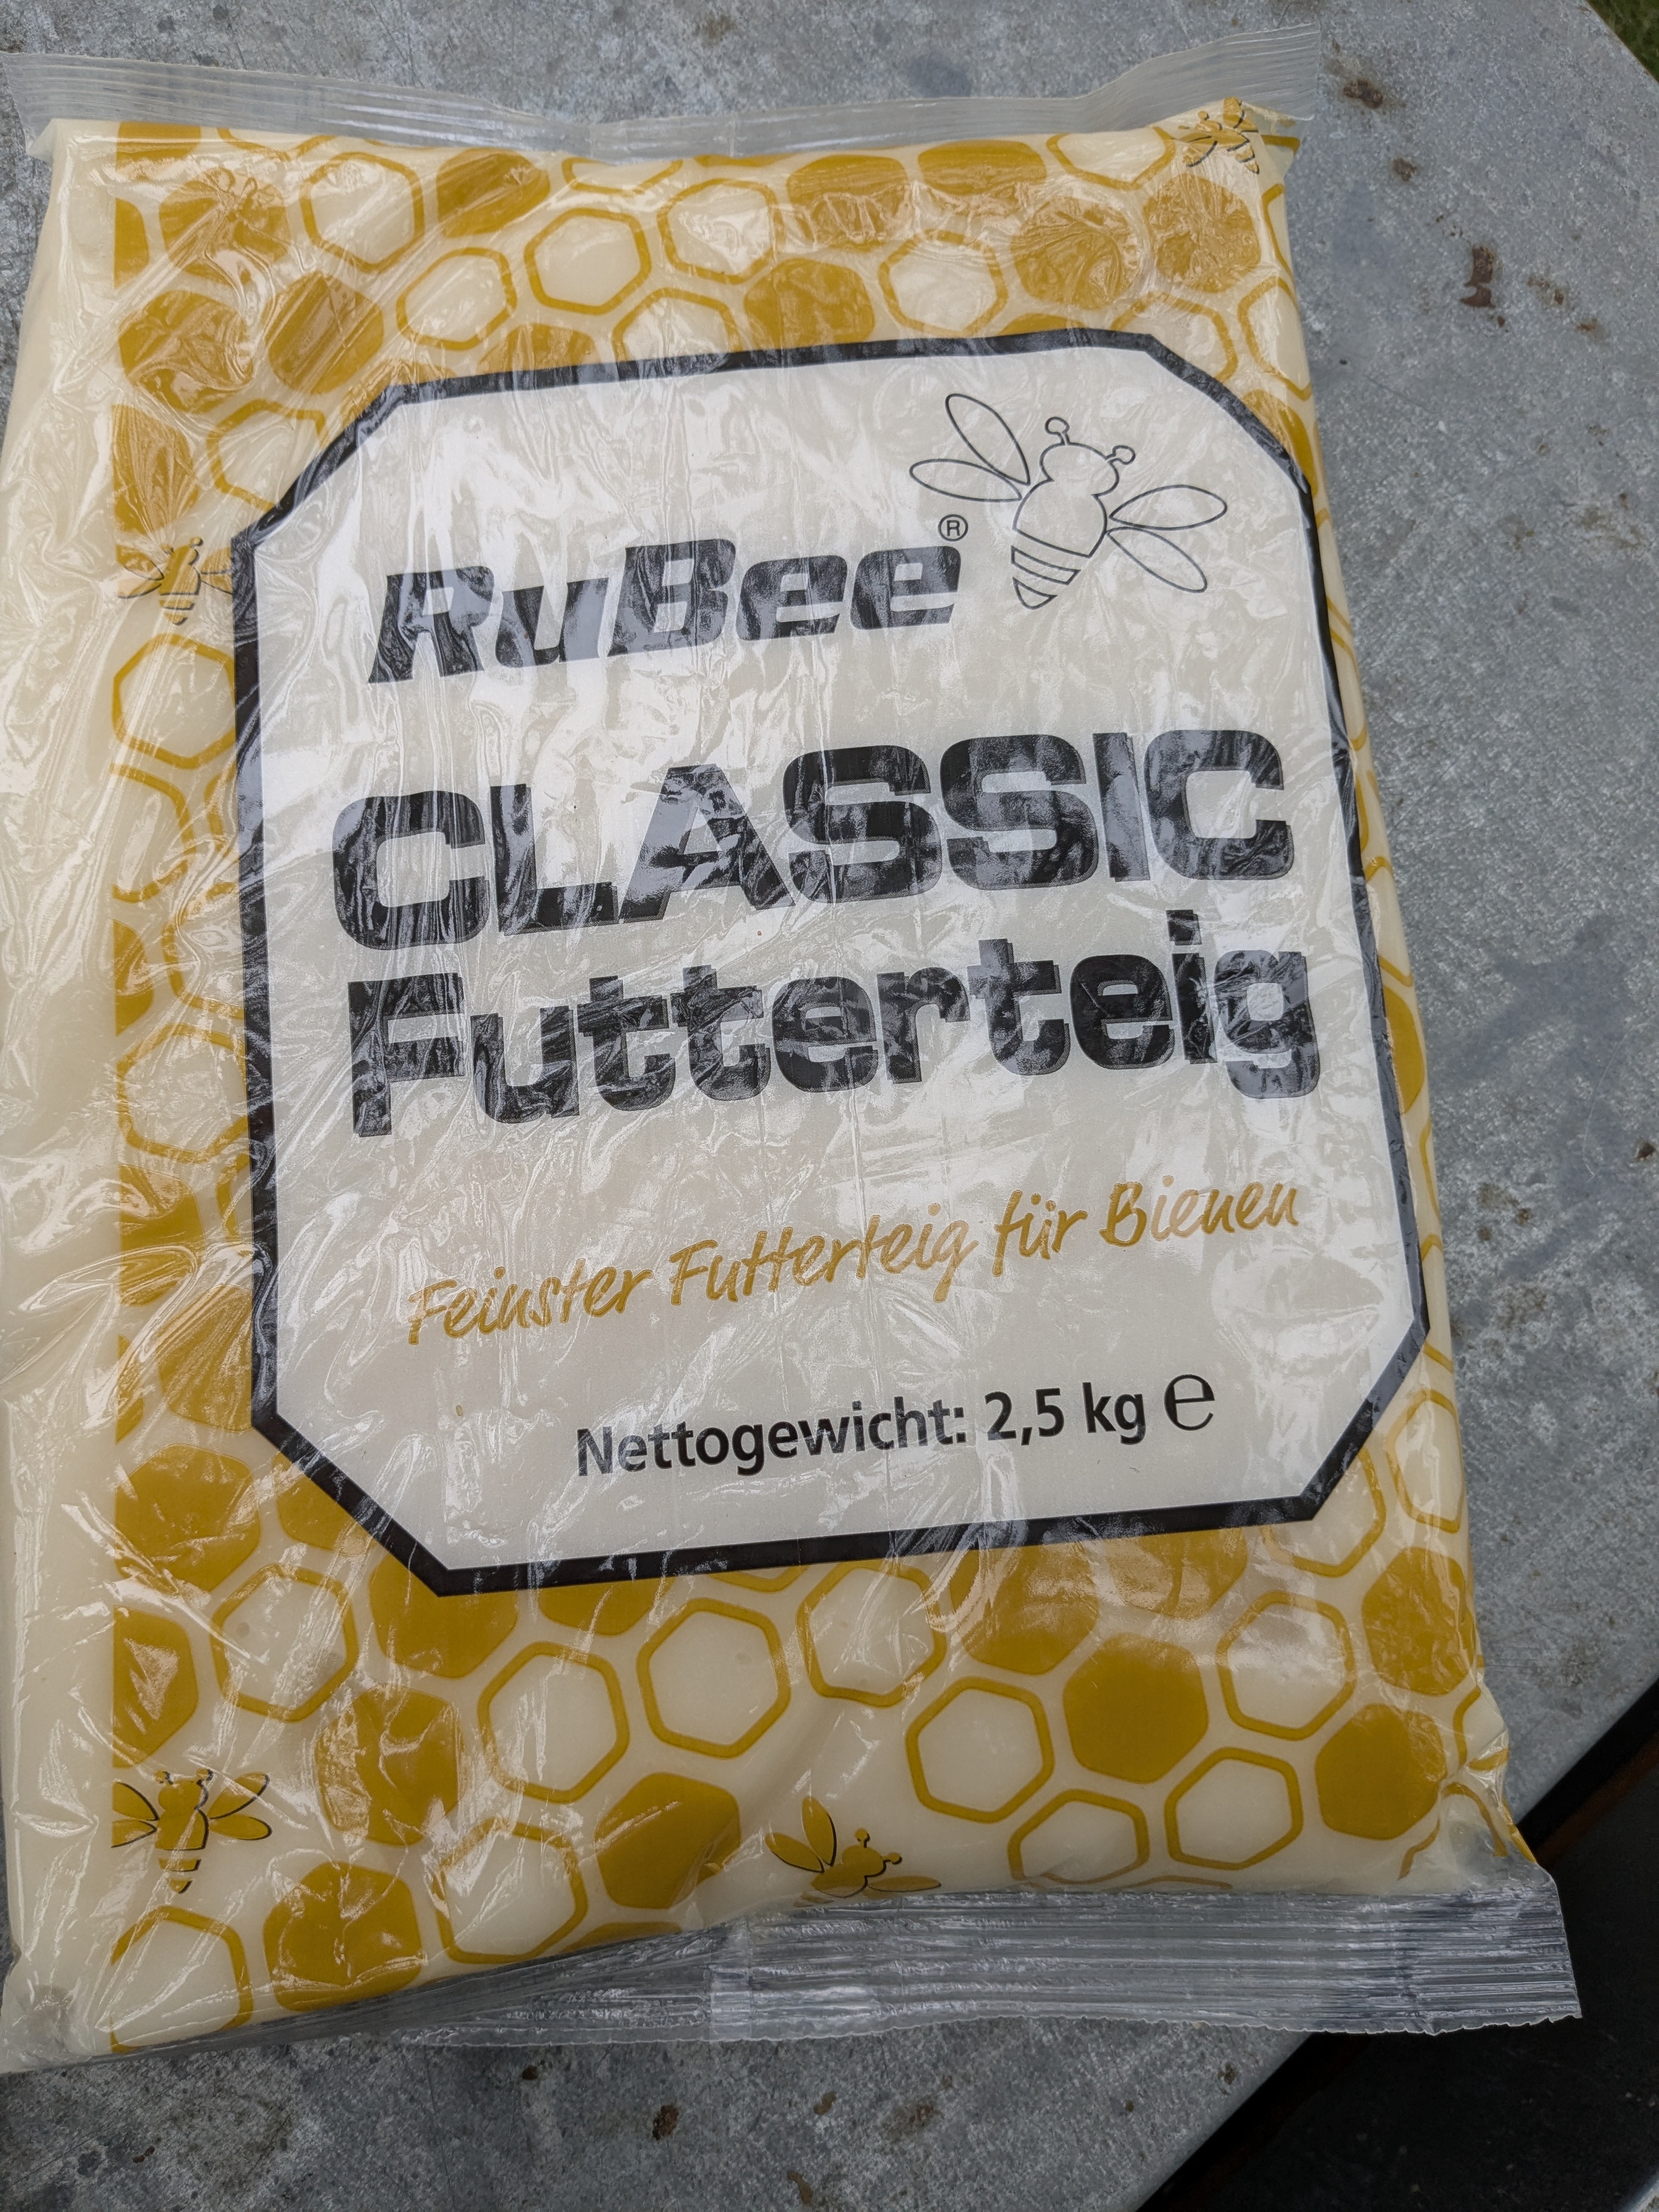 RuBee®
CLASSIC
Futterteig
Feinster Futterteig für Bienen
Nettogewicht: 2,5 kg ℮